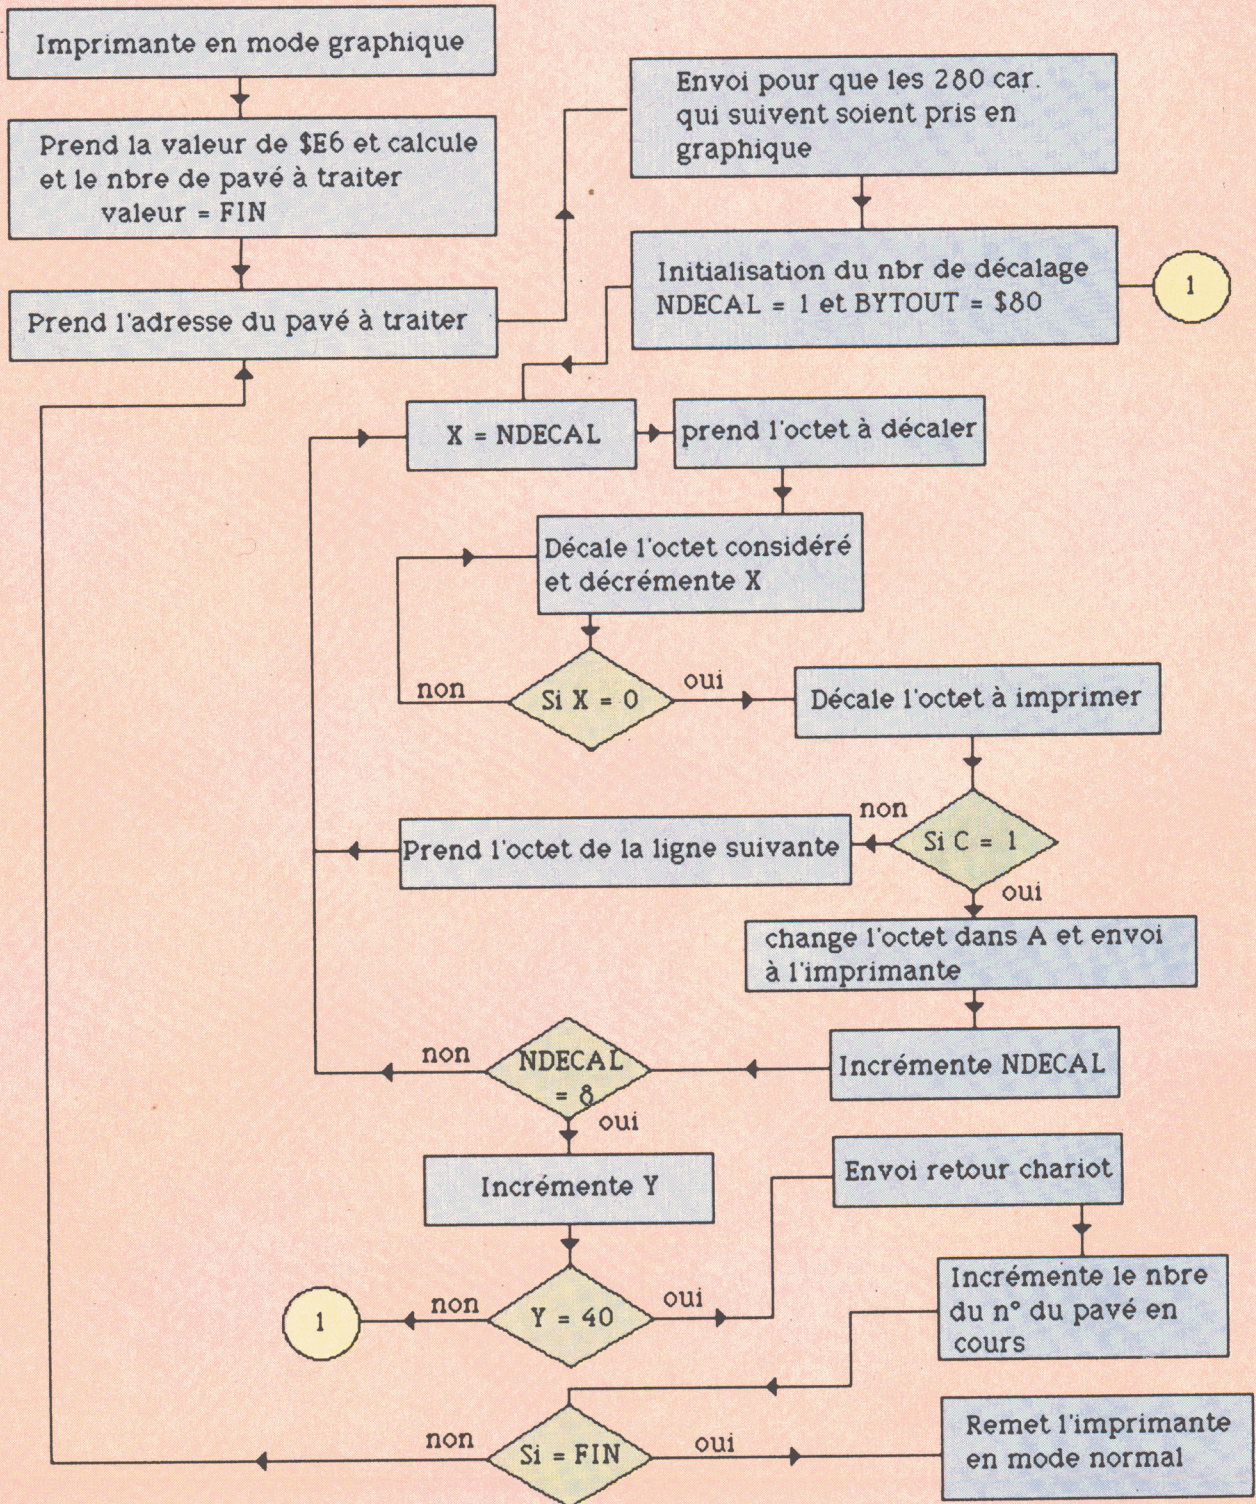 Imprimante en mode graphique
Prend la valeur de $E6 et calcule
et le nbre de pavé à traiter
valeur = FIN
Prend l'adresse du pavé à traiter
Envoi pour que les 280 car.
qui suivent soient pris en
graphique
Initialisation du nbr de décalage
NDECAL = 1 et BYTOUT = $80
1
X = NDECAL
prend l'octet à décaler
Décale l'octet considéré
et décrémente X
non
Si X = 0
oui
Décale l'octet à imprimer
Prend l'octet de la ligne suivante
non
Si C = 1
oui
change l'octet dans A et envoi
à l'imprimante
non
NDECAL
= 8
oui
Incrémente NDECAL
Incrémente Y
Envoi retour chariot
1
non
Y = 40
oui
Incrémente le nbre
du n° du pavé en
cours
non
Si = FIN
oui
Remet l'imprimante
en mode normal